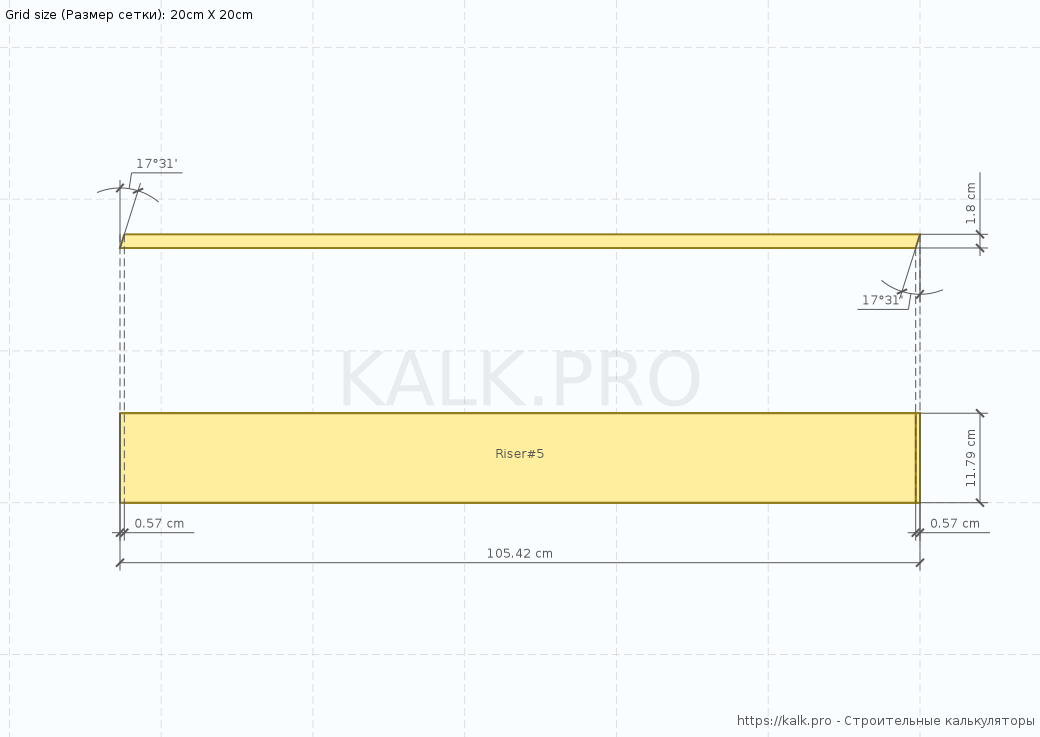 Grid size (Размер сетки): 20cm X 20cm
17°31'
1.8 cm
17°31'
KALK.PRO
Riser#5
11.79 cm
0.57 cm
0.57 cm
105.42 cm
https://kalk.pro - Строительные калькуляторы